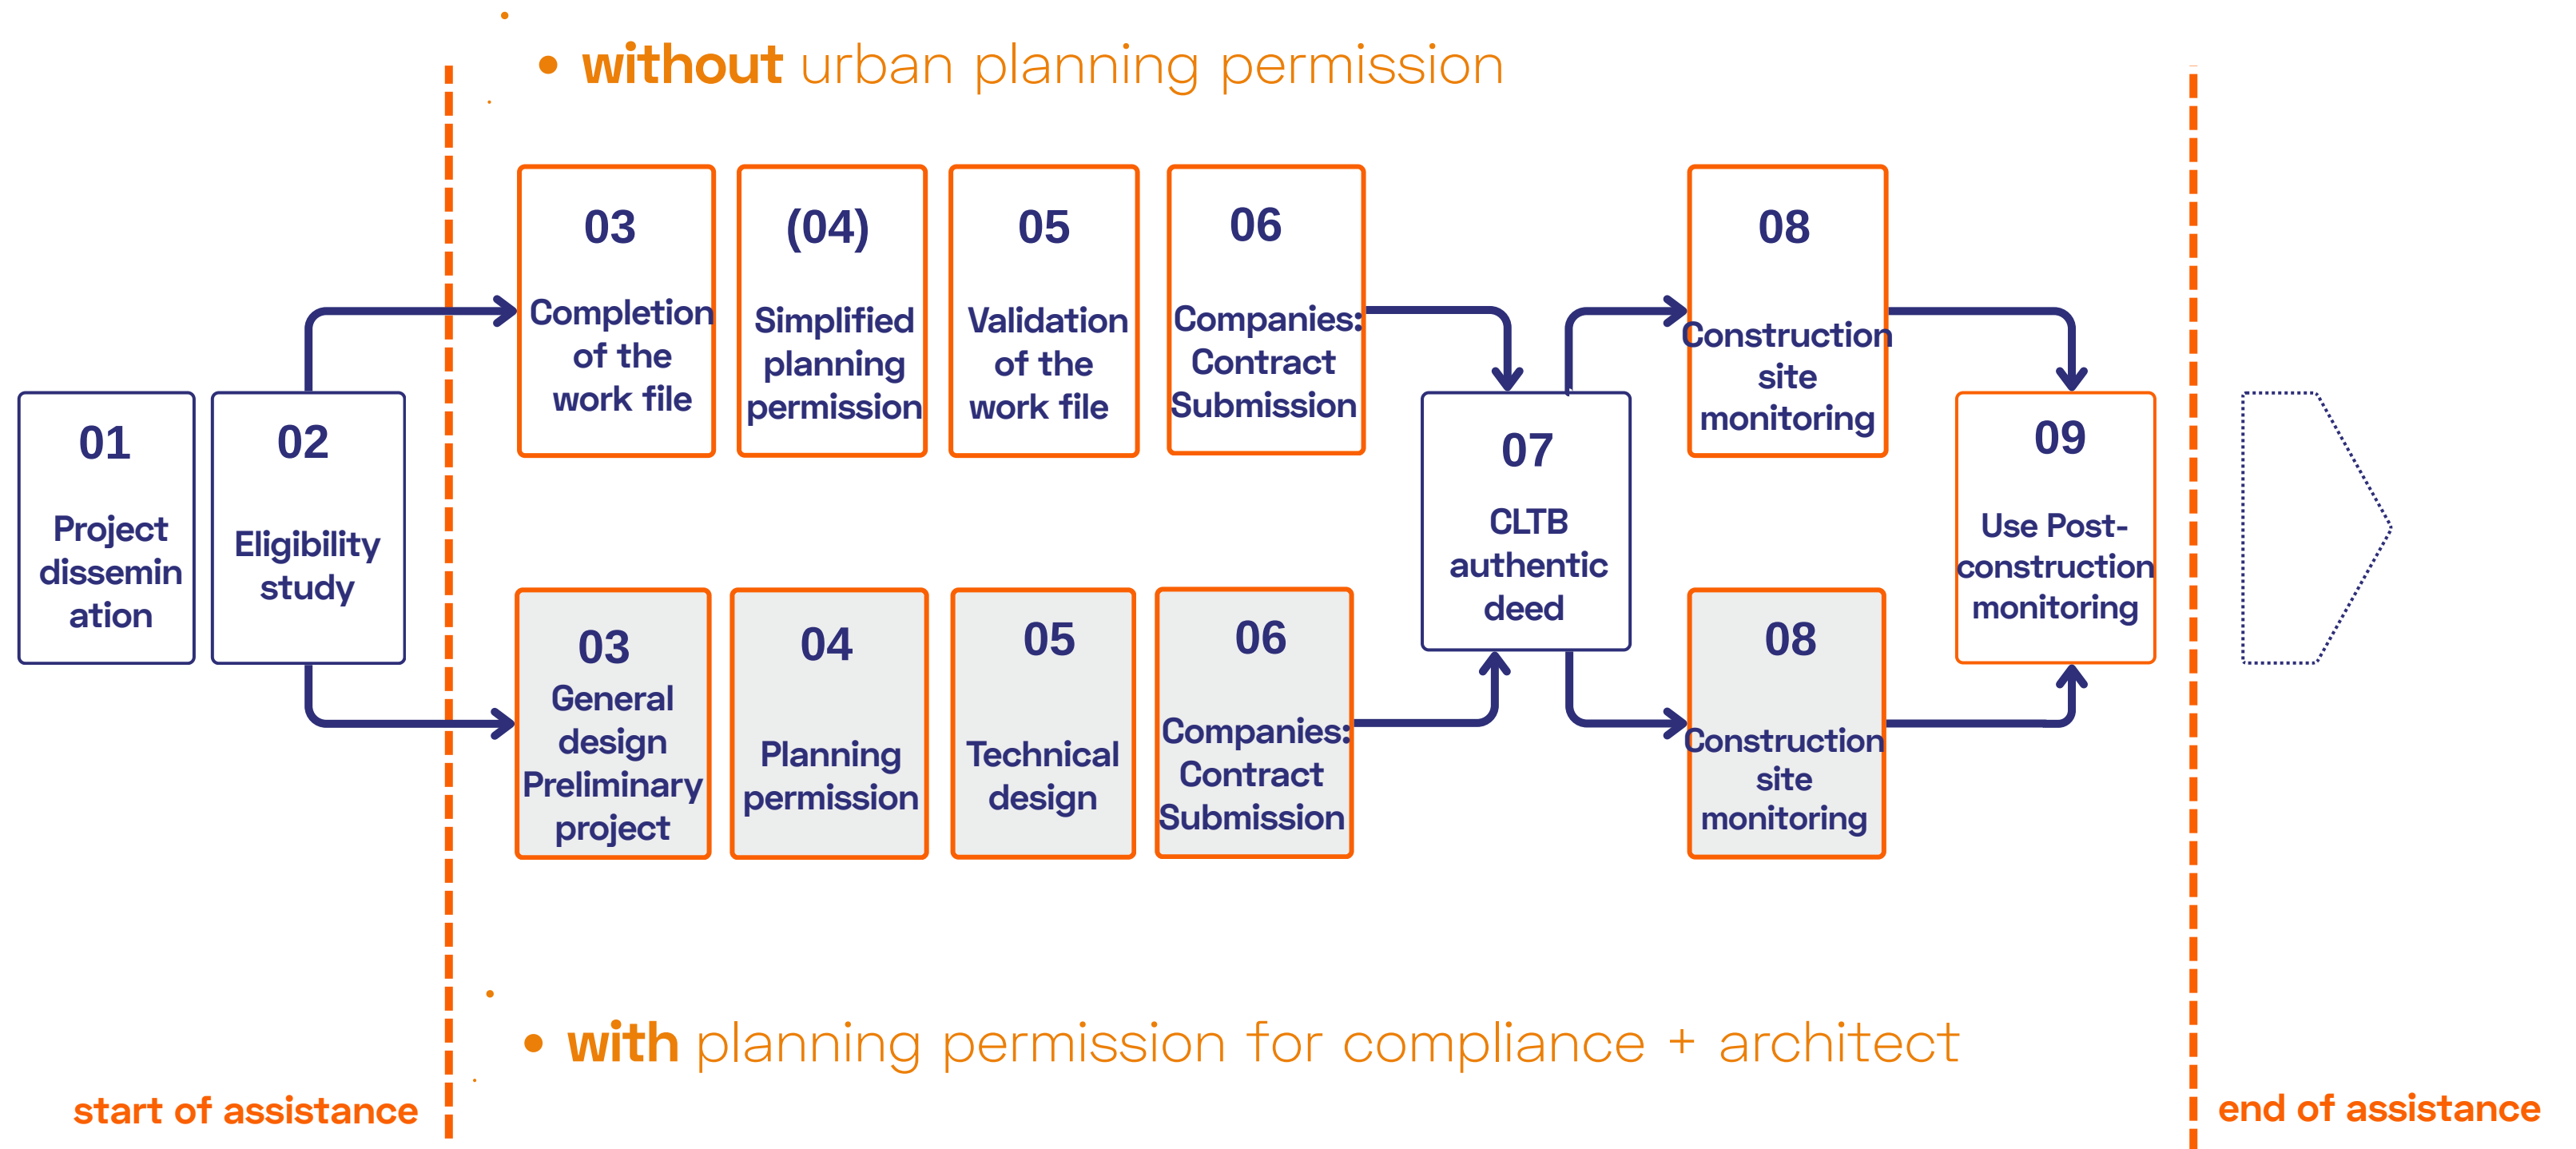 • without urban planning permission
01
Project
dissemin
ation
02
Eligibility
study
03
Completion
of the
work file
(04)
Simplified
planning
permission
05
Validation
of the
work file
06
Companies:
Contract
Submission
03
General
design
Preliminary
project
04
Planning
permission
05
Technical
design
06
Companies:
Contract
Submission
07
CLTB
authentic
deed
08
Construction
site
monitoring
08
Construction
site
monitoring
09
Use Post-
construction
monitoring
• with planning permission for compliance + architect
start of assistance
end of assistance